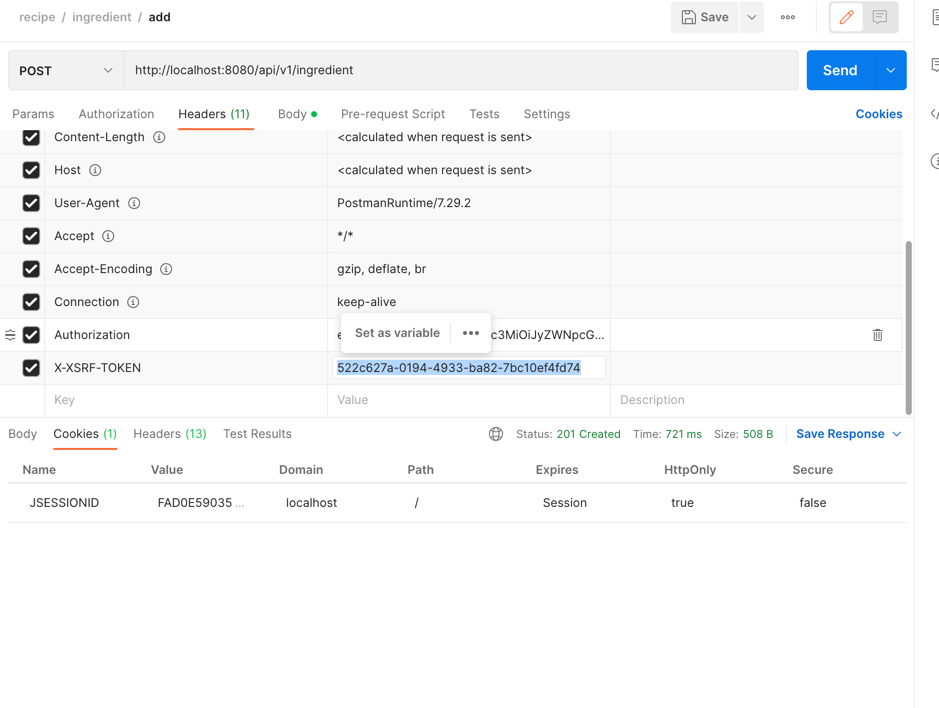 recipe / ingredient / add
Save
POST http://localhost:8080/api/v1/ingredient Send
Params Authorization Headers (11) Body Pre-request Script Tests Settings Cookies
Content-Length <calculated when request is sent>
Host <calculated when request is sent>
User-Agent PostmanRuntime/7.29.2
Accept */*
Accept-Encoding gzip, deflate, br
Connection keep-alive
Set as variable
Authorization c3MiOiJyZWNpcG...
X-XSRF-TOKEN 522c627a-0194-4933-ba82-7bc10ef4fd74
Key Value Description
Body Cookies (1) Headers (13) Test Results Status: 201 Created Time: 721 ms Size: 508 B Save Response
Name Value Domain Path Expires HttpOnly Secure
JSESSIONID FAD0E59035 ... localhost / Session true false